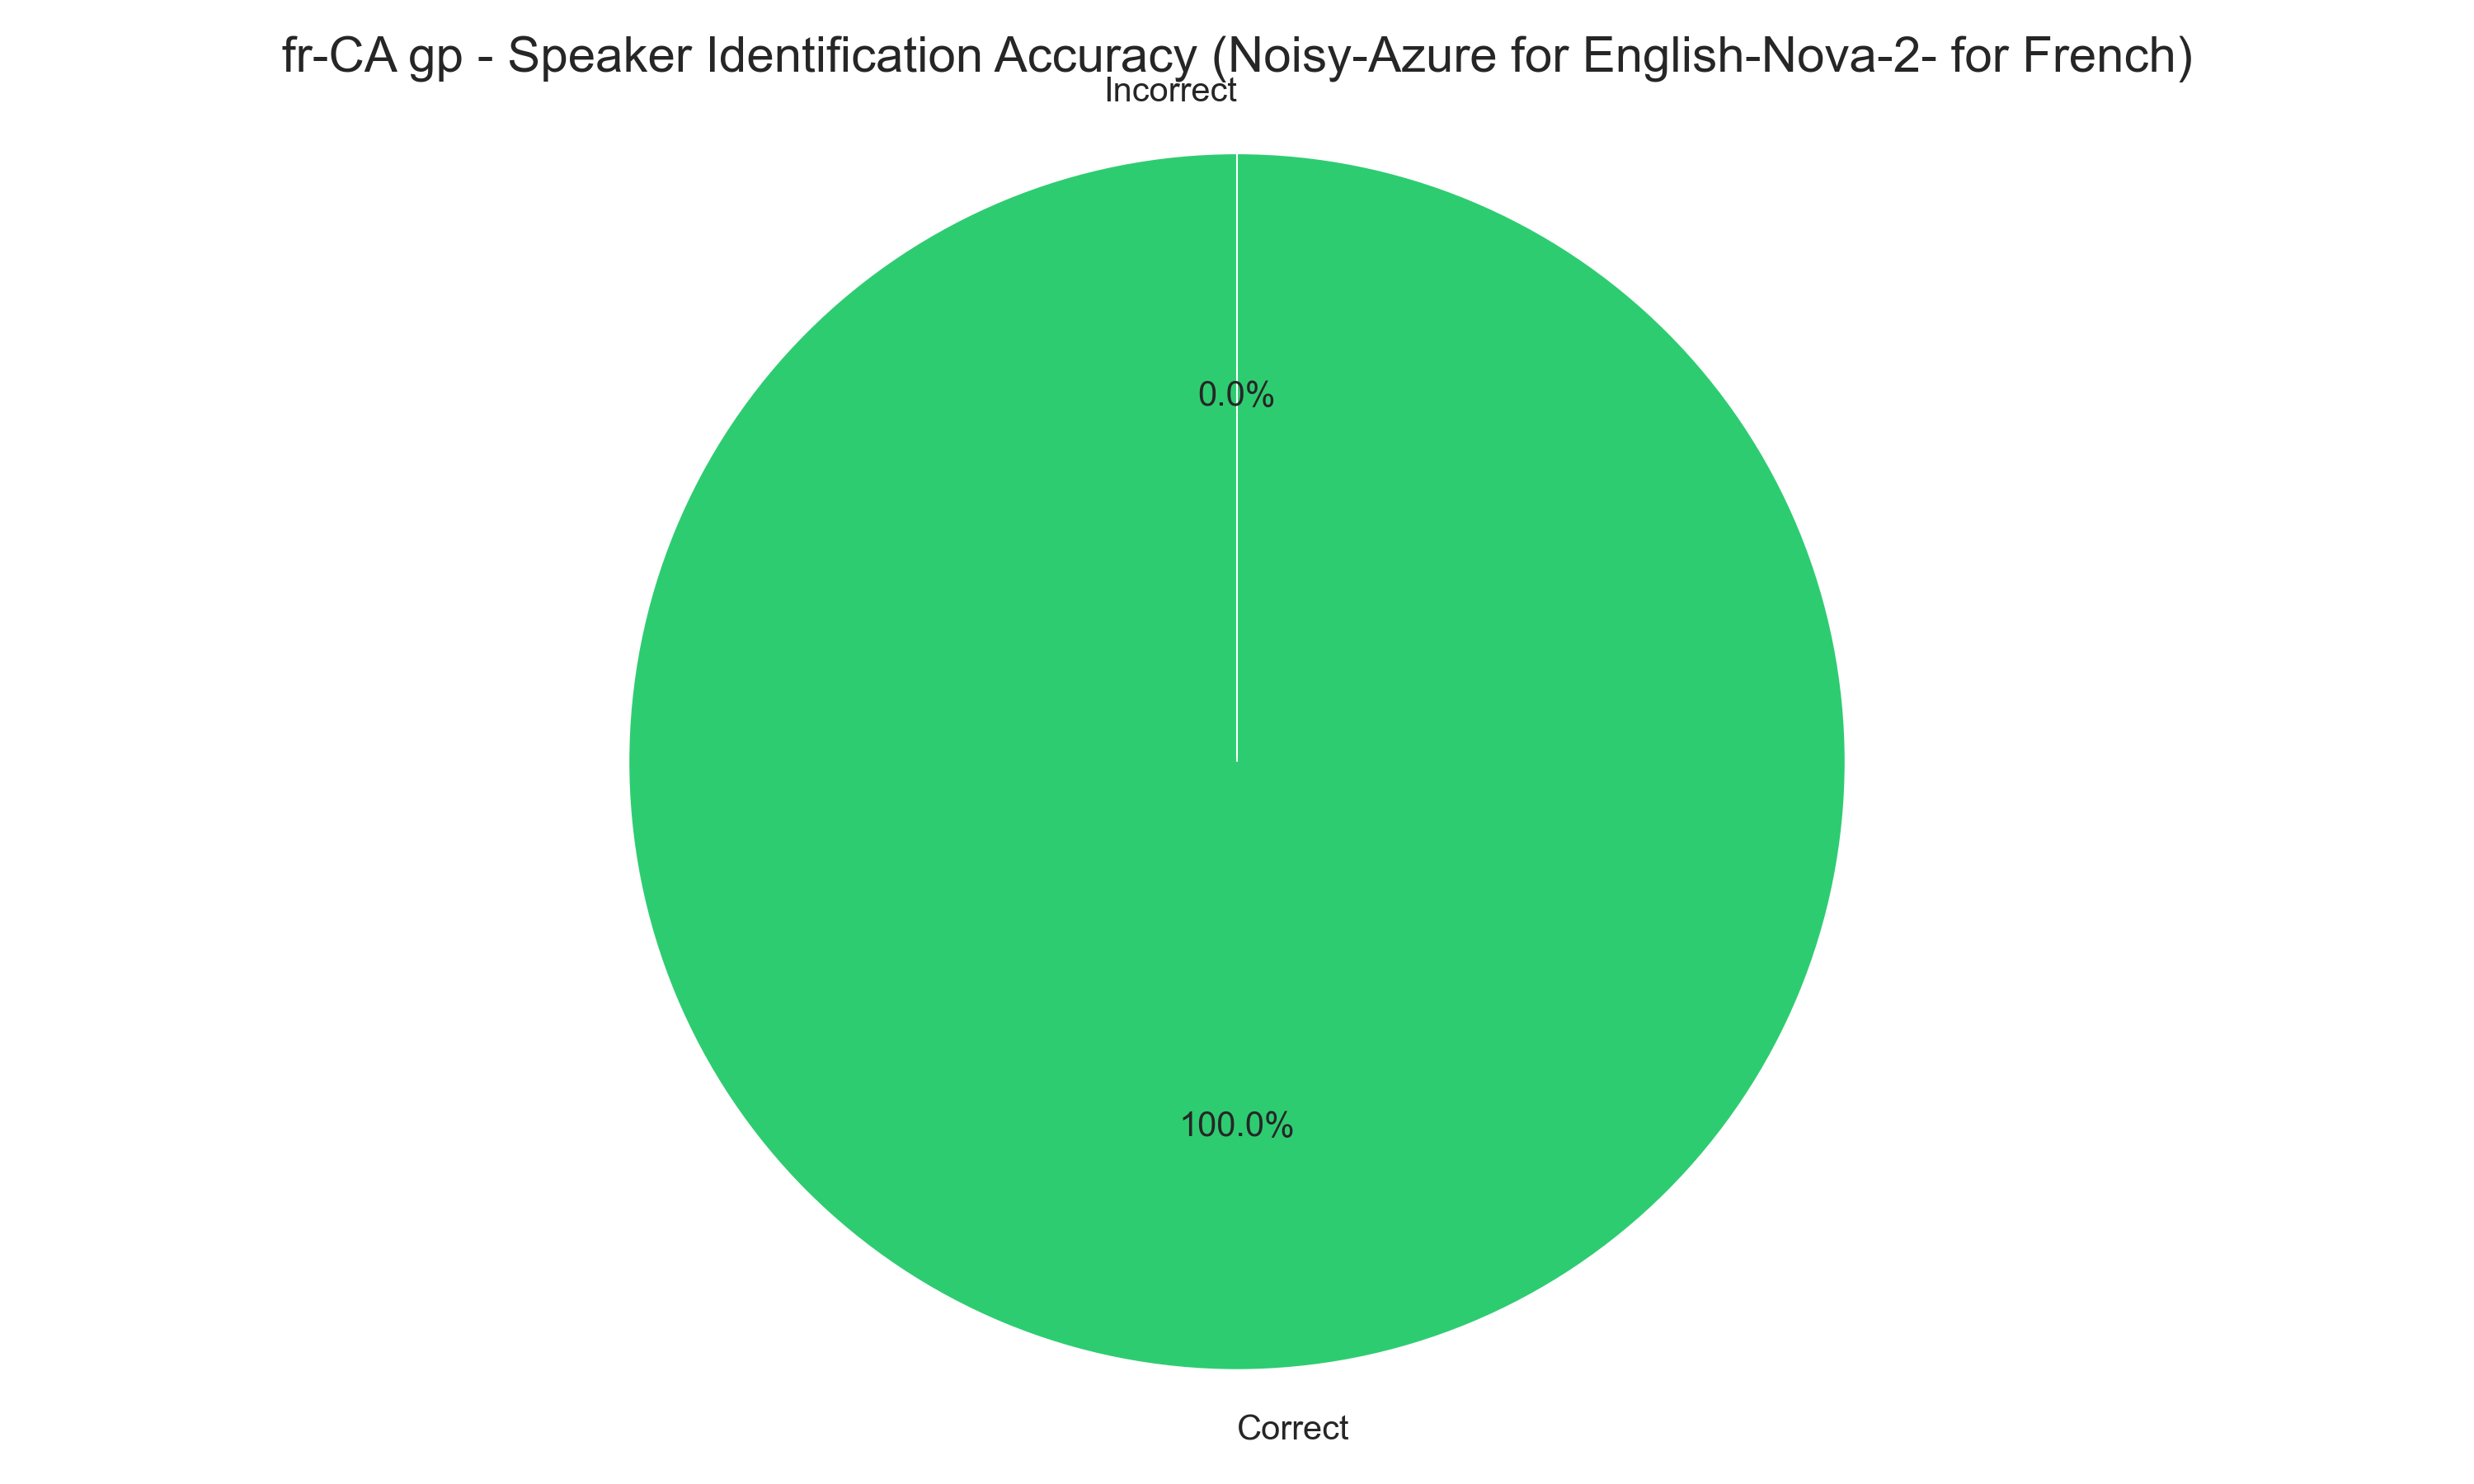 fr-CA gp - Speaker Identification Accuracy (Noisy-Azure for English-Nova-2- for French)
Incorrect
0.0%
100.0%
Correct